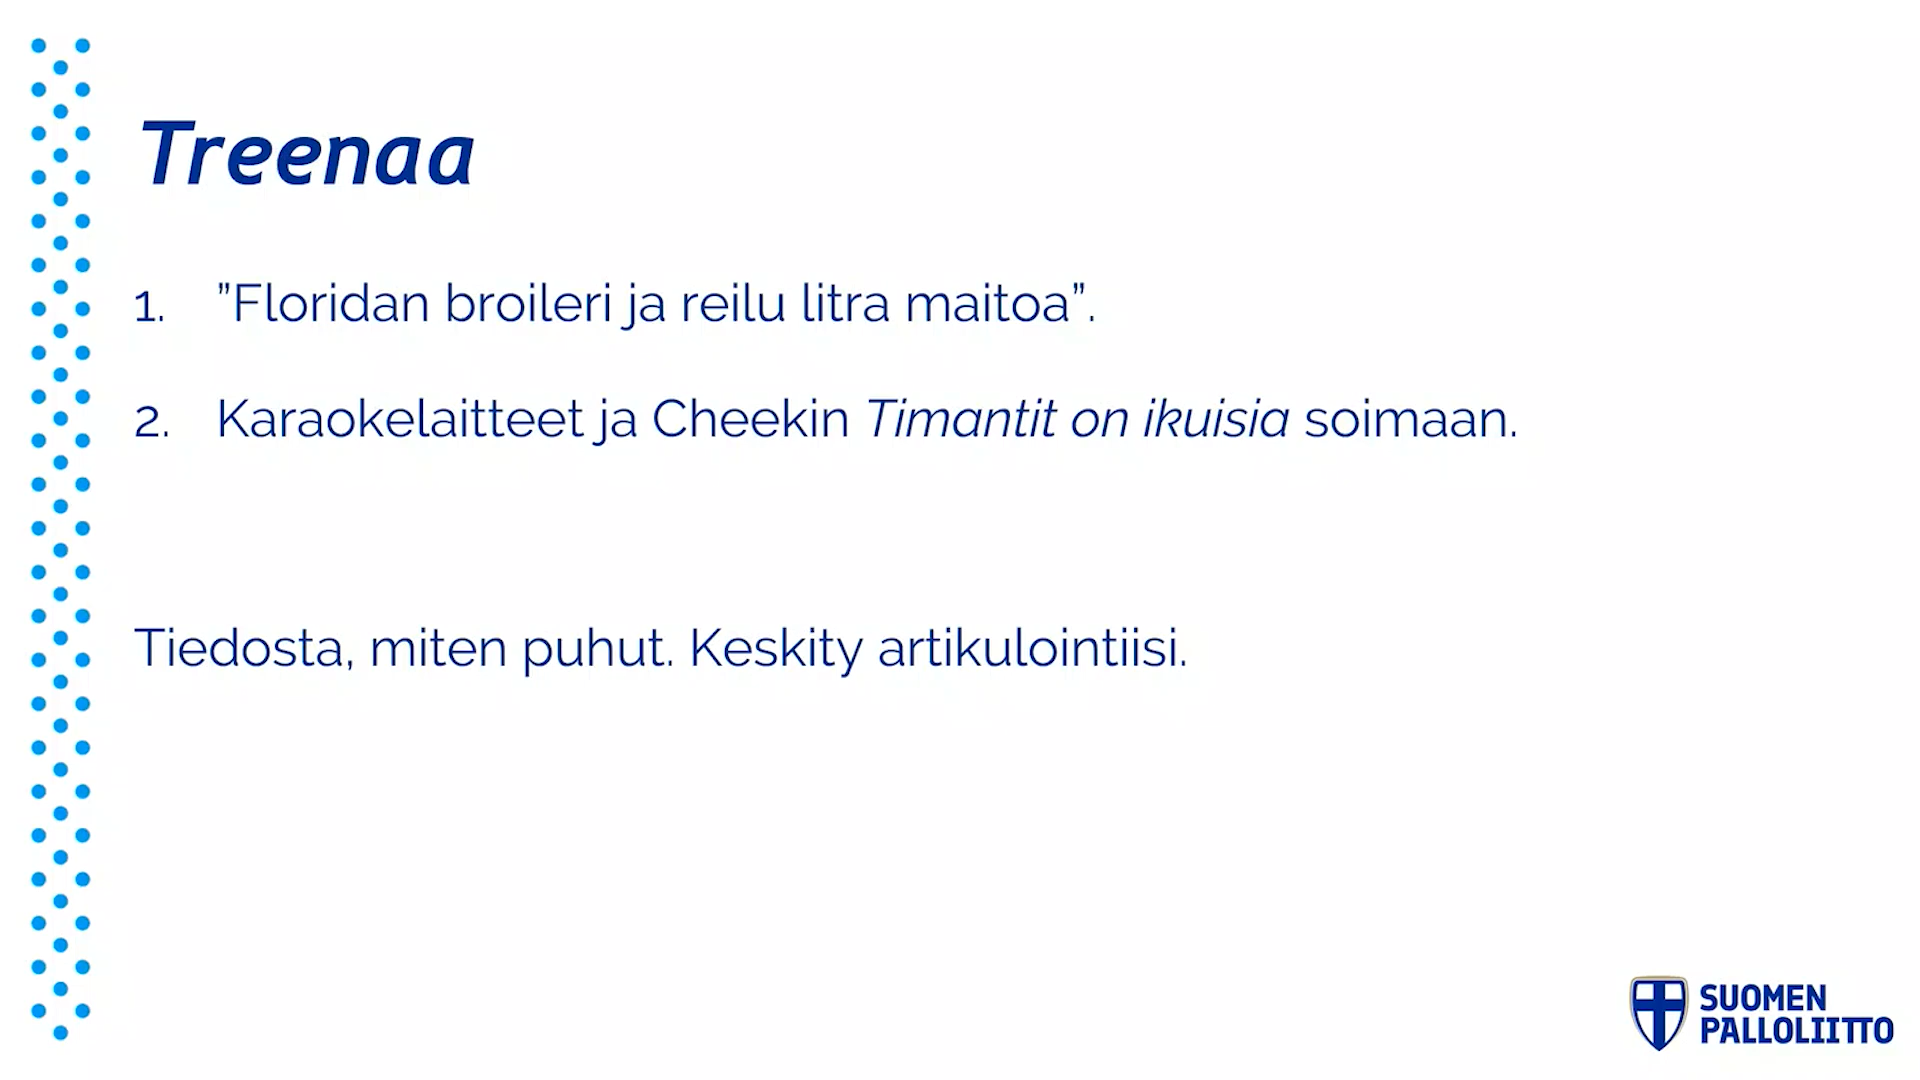 Treenaa
1. ”Floridan broileri ja reilu litra maitoa”.
2. Karaokelaitteet ja Cheekin Timantit on ikuisia soimaan.
Tiedosta, miten puhut. Keskity artikulointiisi.
SUOMEN
PALLOLIITTO